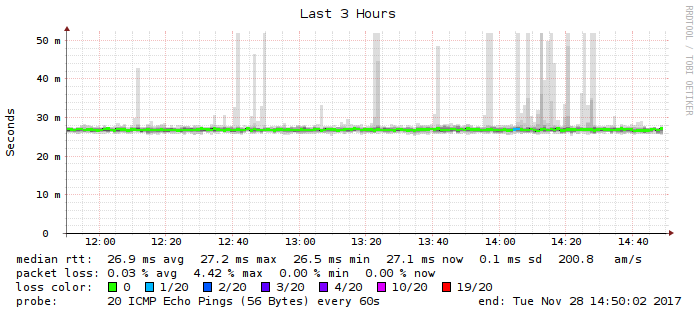 Last 3 Hours
RRDTOOL / TOBI OETIKER
Seconds
50 m
40 m
30 m
20 m
10 m
0
12:00 12:20 12:40 13:00 13:20 13:40 14:00 14:20 14:40
median rtt: 26.9 ms avg 27.2 ms max 26.5 ms min 27.1 ms now 0.1 ms sd 200.8 am/s
packet loss: 0.03 % avg 4.42 % max 0.00 % min 0.00 % now
loss color: 0 1/20 2/20 3/20 4/20 10/20 19/20
probe: 20 ICMP Echo Pings (56 Bytes) every 60s end: Tue Nov 28 14:50:02 2017